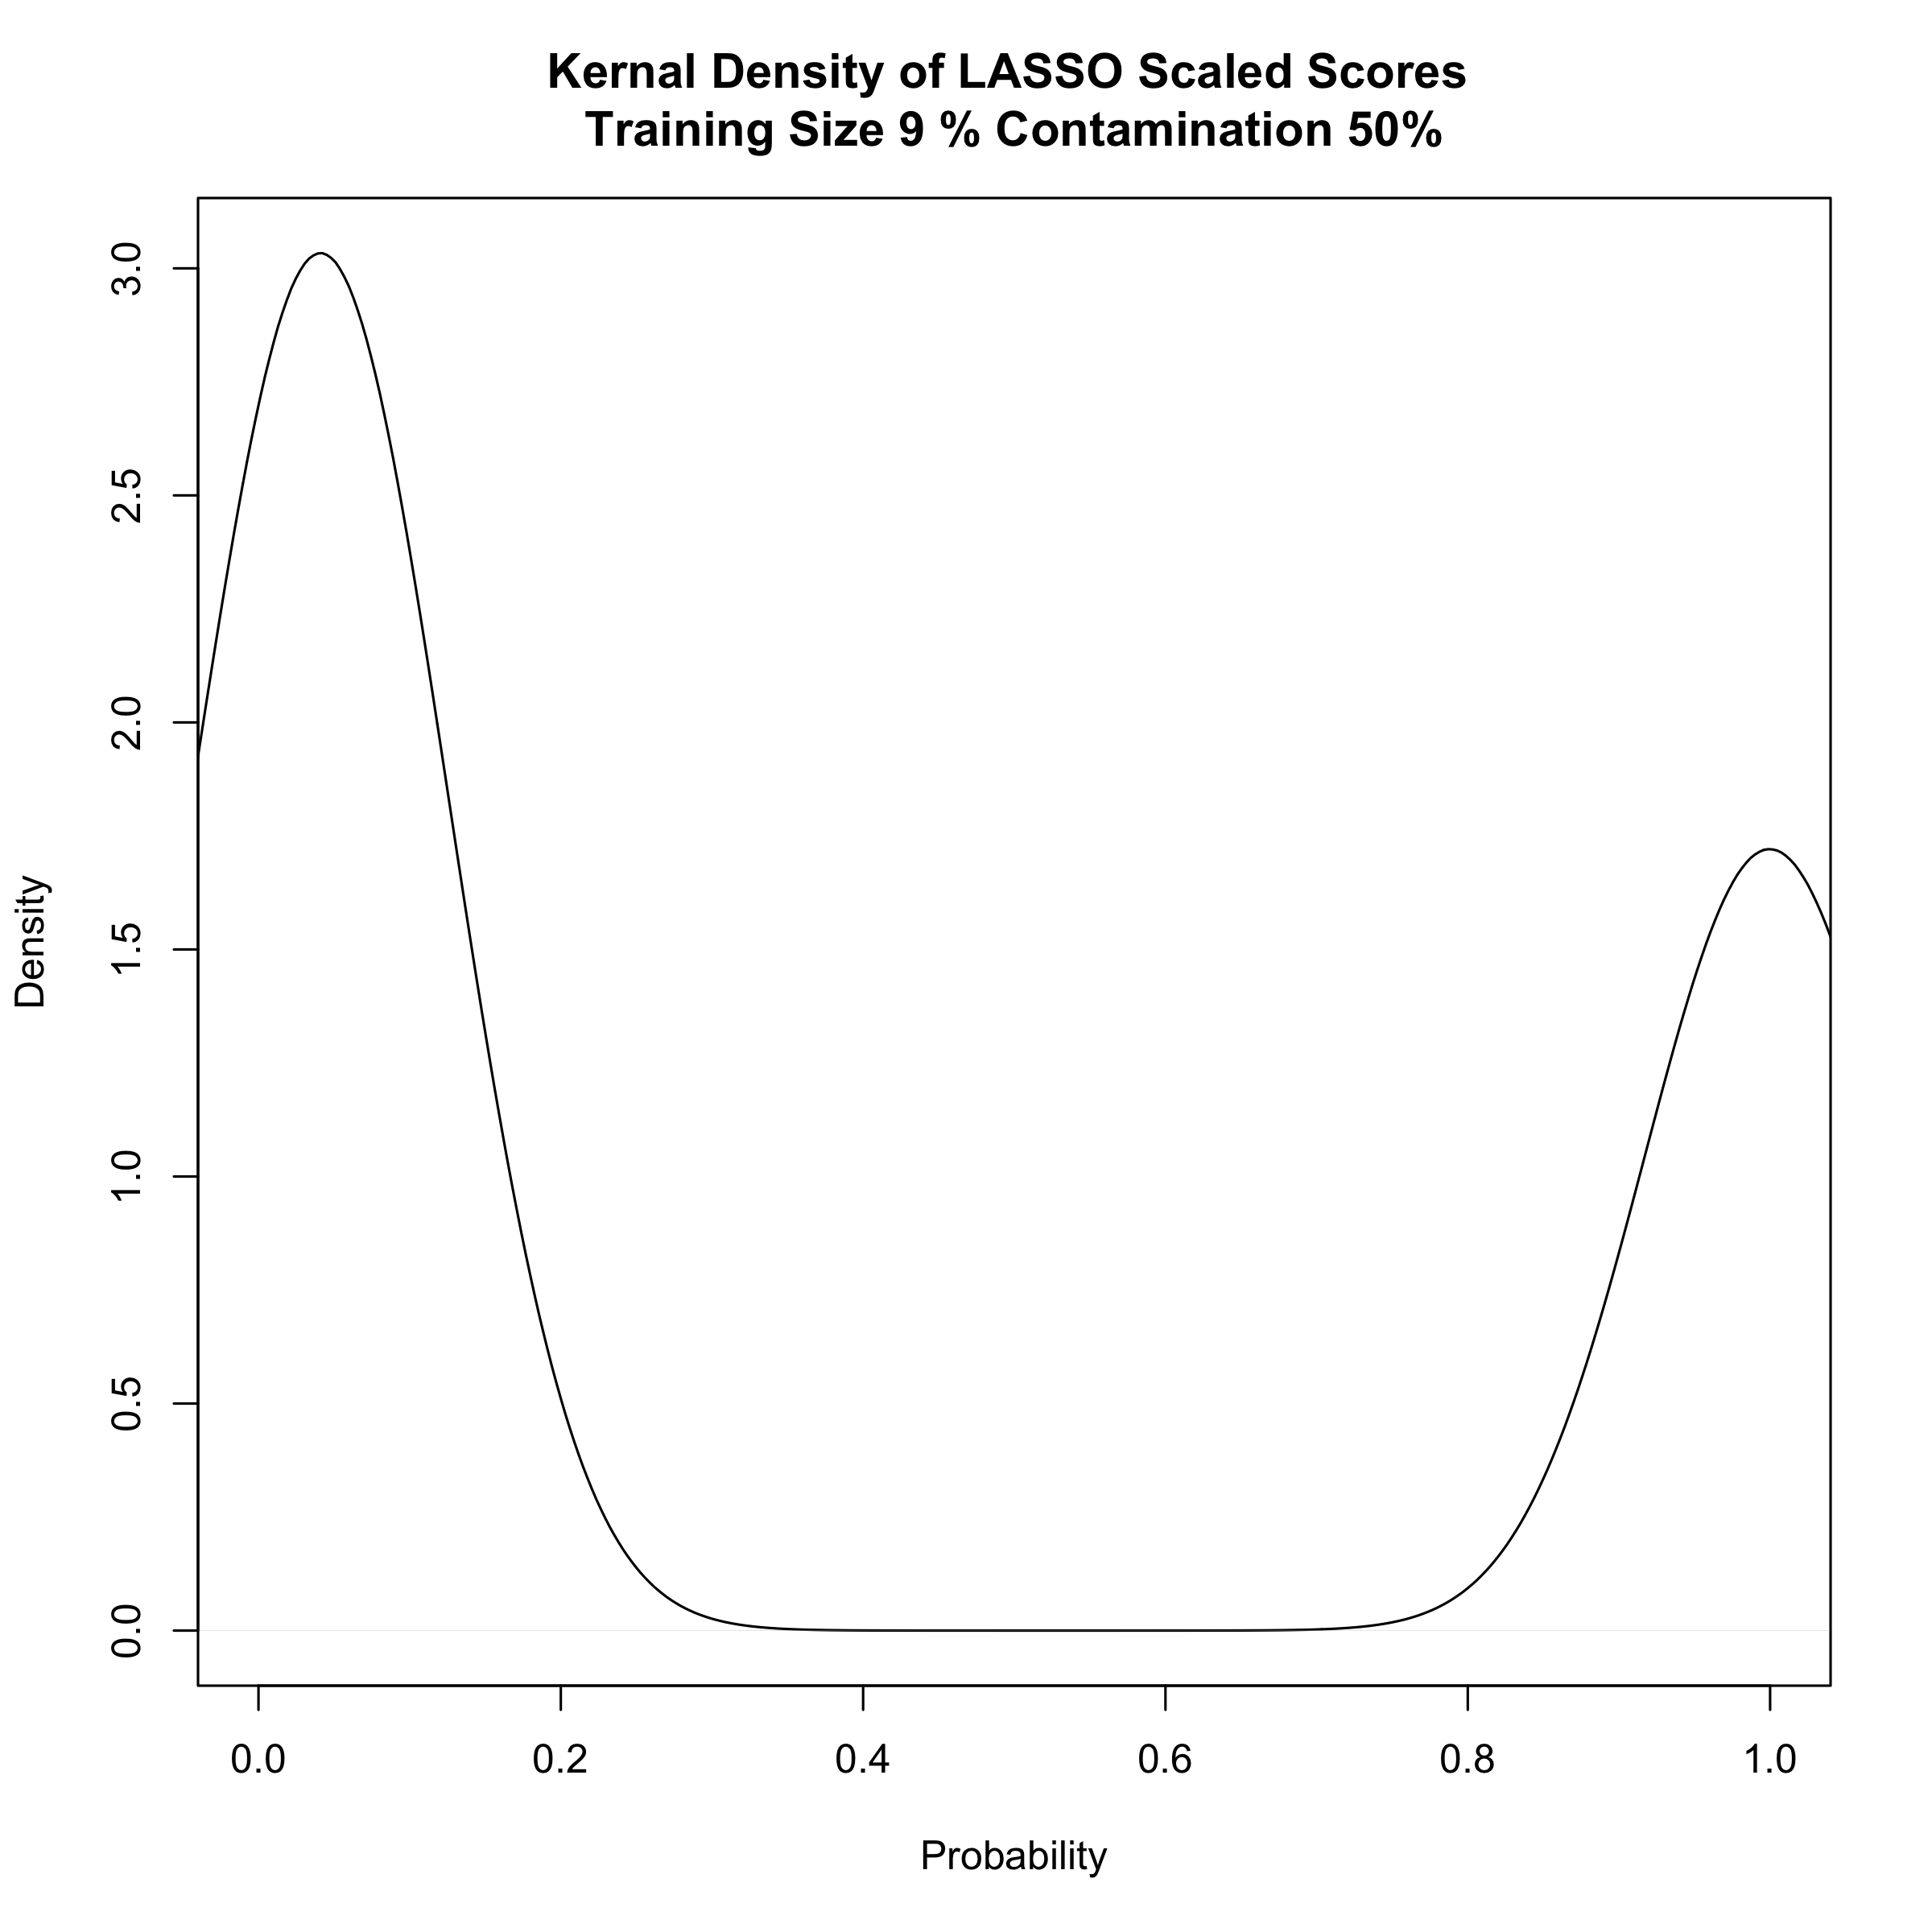 Kernal Density of LASSO Scaled Scores
Training Size 9 % Contamination 50%
Density
3.0
2.5
2.0
1.5
1.0
0.5
0.0
0.0 0.2 0.4 0.6 0.8 1.0
Probability